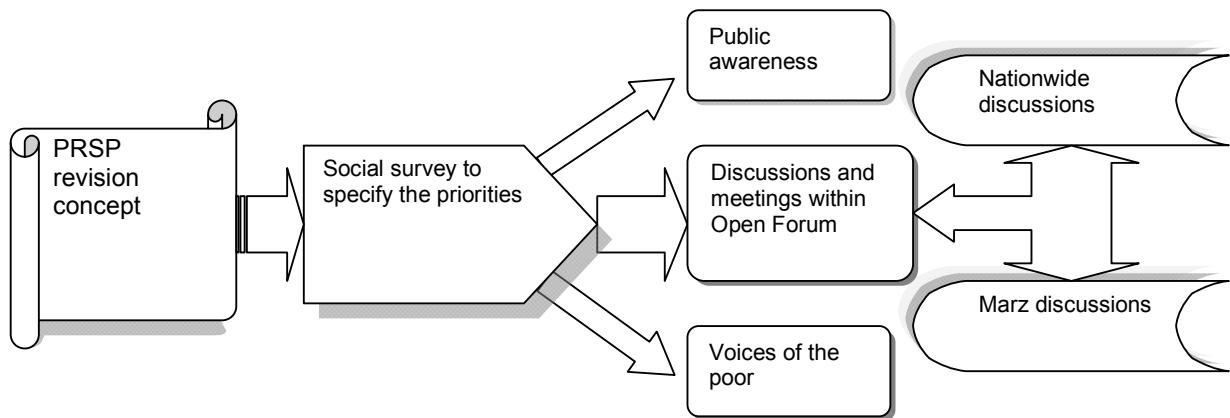 PRSP
revision
concept
Social survey to
specify the priorities
Public
awareness
Discussions and
meetings within
Open Forum
Voices of the
poor
Nationwide
discussions
Marz discussions